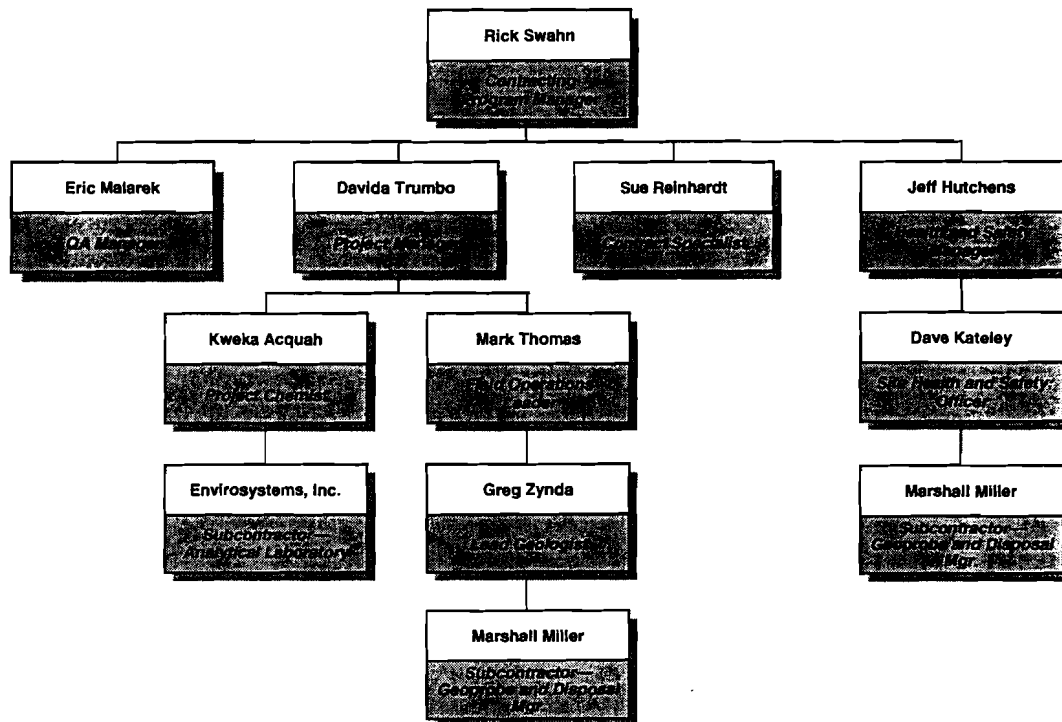 Rick Swahn
Contracting
Program Manager
Eric Malarek
QA Manager
Davida Trumbo
Project Manager
Sue Reinhardt
Contract Specialist
Jeff Hutchens
Health and Safety
Manager
Kweka Acquah
Project Chemist
Mark Thomas
Field Operations
Leader
Dave Kateley
Site Health and Safety
Officer
Envirosystems, Inc.
Subcontractor—
Analytical Laboratory
Greg Zynda
Lead Geologist
Marshall Miller
Subcontractor—
Geoprobe and Disposal
Mgr.
Marshall Miller
Subcontractor—
Geoprobe and Disposal
Mgr.